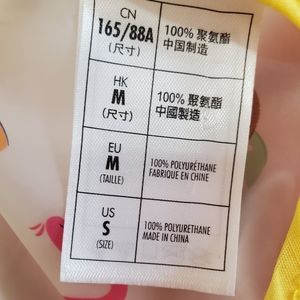 CN
165/88A
(尺寸)
100% 聚氨酯
中国制造
HK
M
(尺寸)
100% 聚氨酯
中國製造
EU
M
(TAILLE)
100% POLYURÉTHANE
FABRIQUE EN CHINE
US
S
(SIZE)
100% POLYURETHANE
MADE IN CHINA